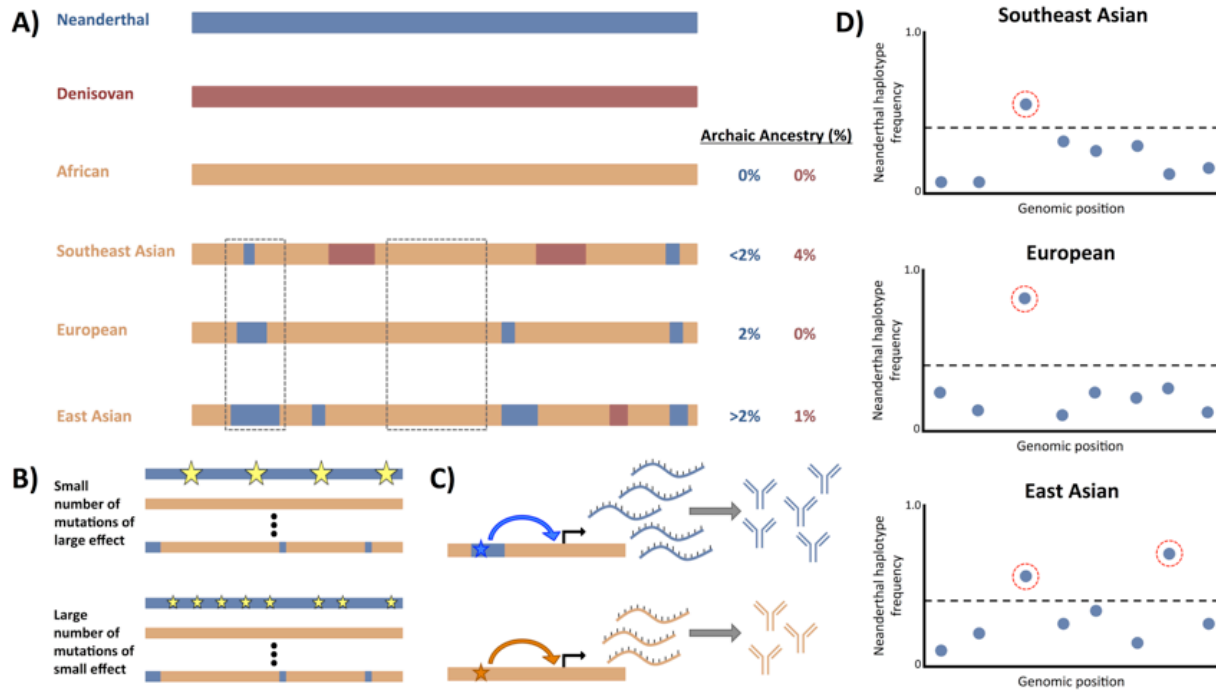 A)
Neanderthal
Denisovan
African
Southeast Asian
European
East Asian
Archaic Ancestry (%)
0% 0%
<2% 4%
2% 0%
>2% 1%
B)
Small
number of
mutations of
large effect
Large
number of
mutations of
small effect
C)
D)
Southeast Asian
1.0
Neanderthal haplotype
frequency
0
Genomic position
European
1.0
Neanderthal haplotype
frequency
0
Genomic position
East Asian
1.0
Neanderthal haplotype
frequency
0
Genomic position